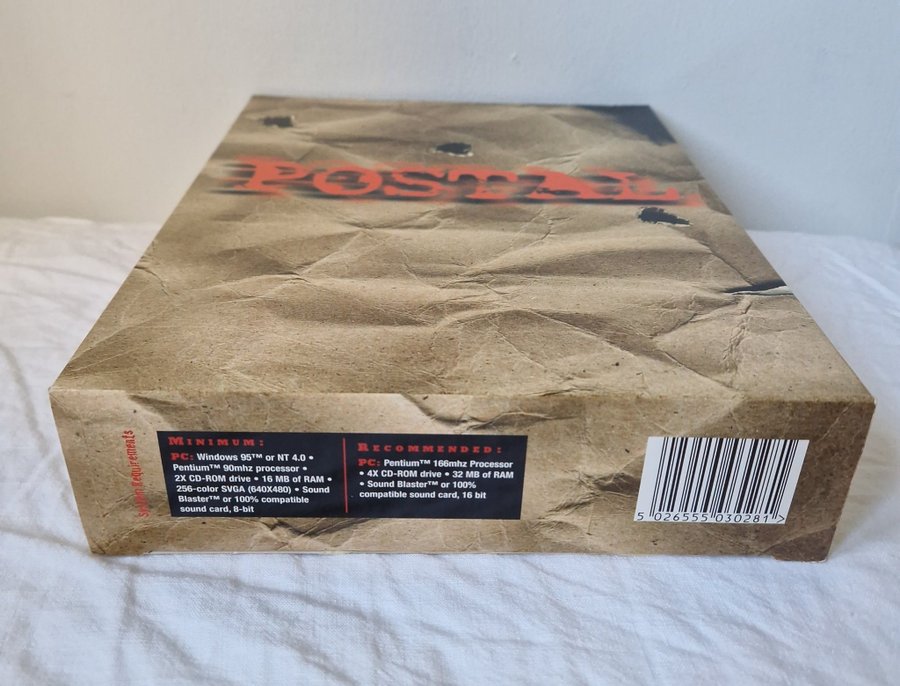 POSTAL
System Requirements
MINIMUM:
PC: Windows 95™ or NT 4.0 •
Pentium™ 90mhz processor •
2X CD-ROM drive • 16 MB of RAM •
256-color SVGA (640X480) • Sound
Blaster™ or 100% compatible
sound card, 8-bit
RECOMMENDED:
PC: Pentium™ 166mhz Processor
• 4X CD-ROM drive • 32 MB of RAM
• Sound Blaster™ or 100%
compatible sound card, 16 bit
5 026555 030281 >